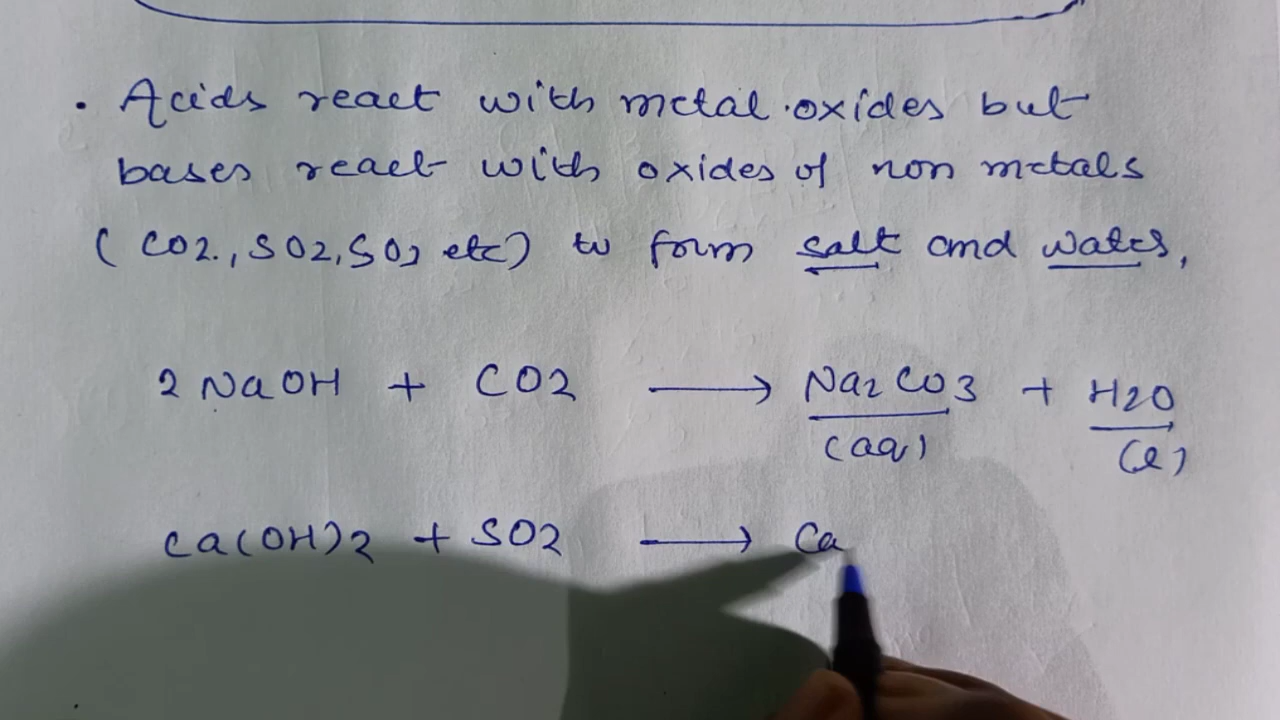 . Acids react with metal oxides but
bases react with oxides of non metals
( CO2., SO2, SO3 etc) to form salt and water,
2 NaOH + CO2 → Na2CO3 + H2O
(aq) (l)
Ca(OH)2 + SO2 → Ca